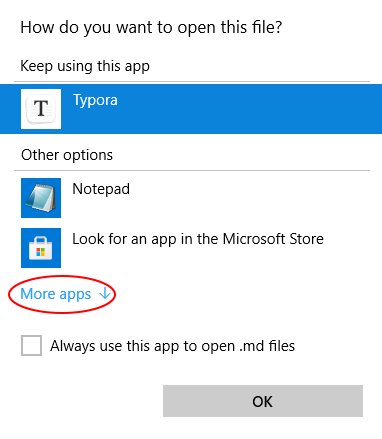 How do you want to open this file?
Keep using this app
T
Typora
Other options
Notepad
Look for an app in the Microsoft Store
More apps ↓
Always use this app to open .md files
OK